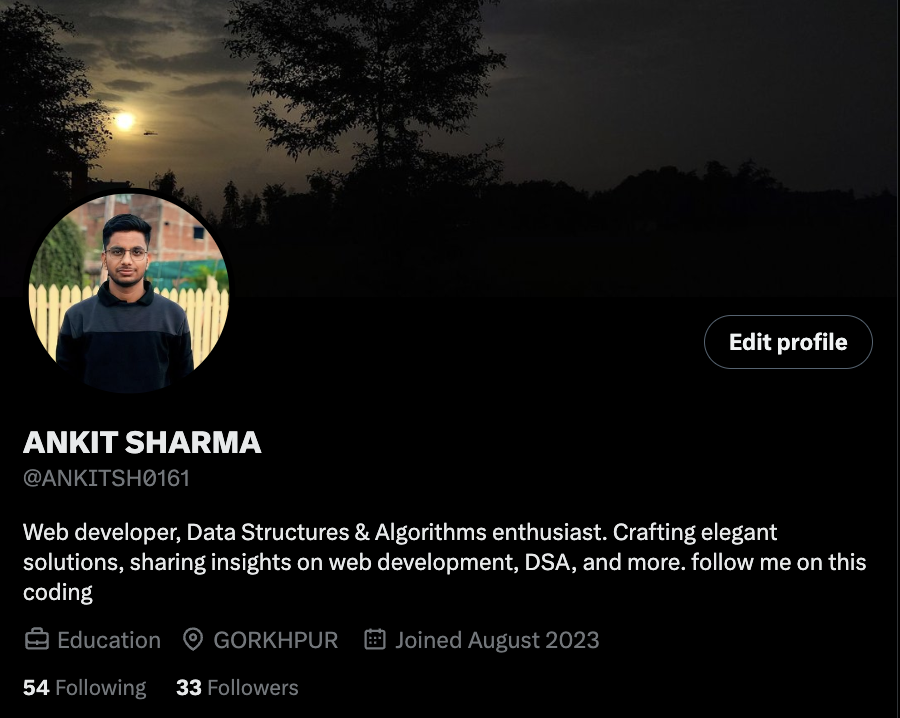 Edit profile
ANKIT SHARMA
@ANKITSH0161
Web developer, Data Structures & Algorithms enthusiast. Crafting elegant
solutions, sharing insights on web development, DSA, and more. follow me on this
coding
Education GORKHPUR Joined August 2023
54 Following 33 Followers